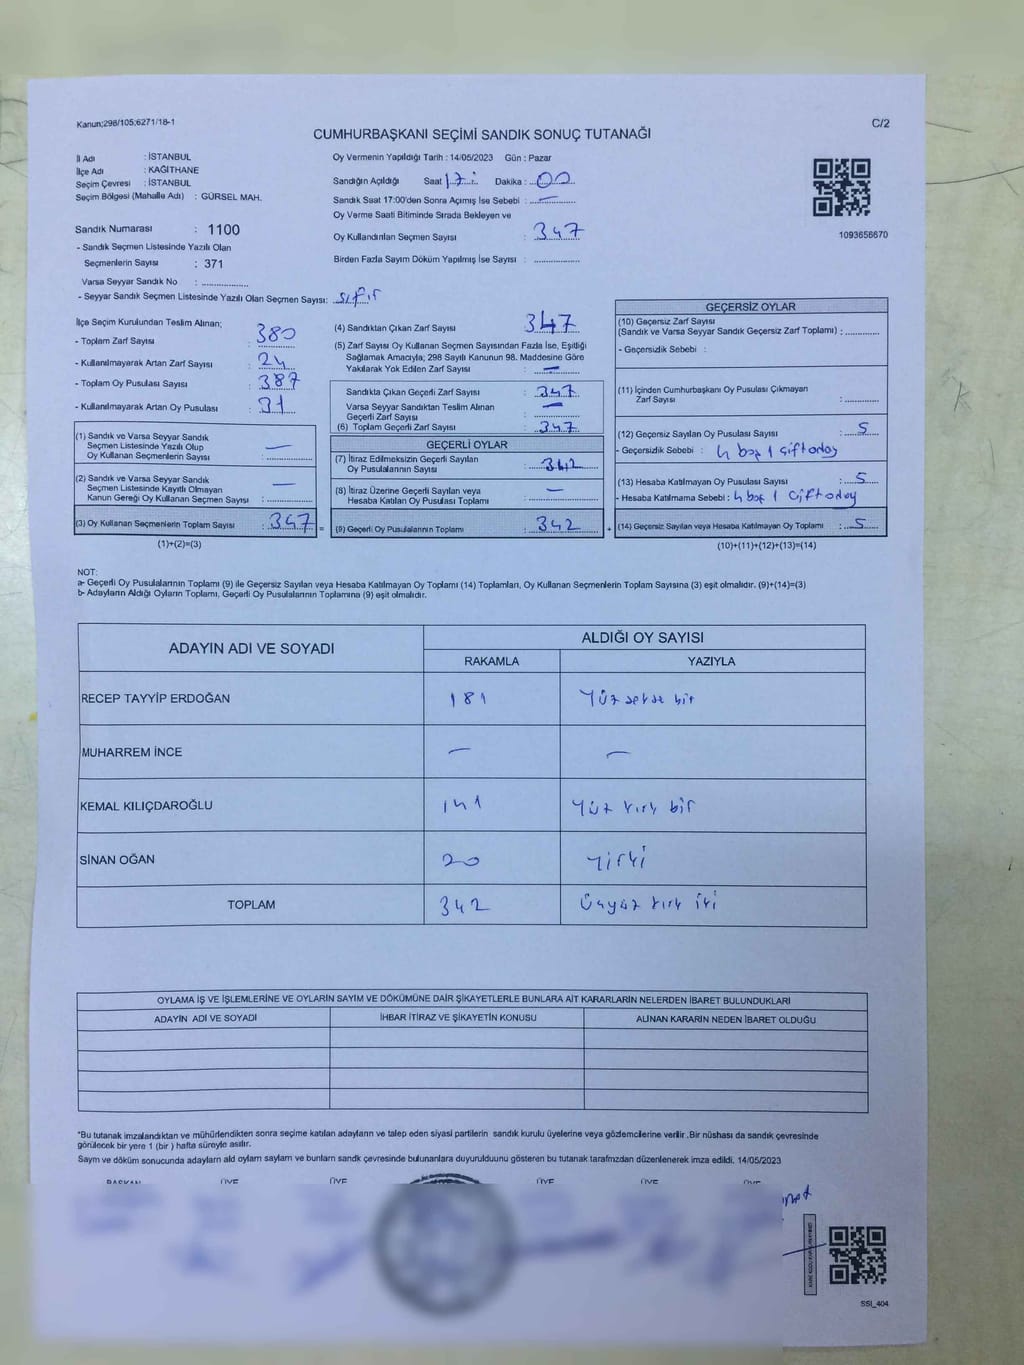 Kanun;298/105;6271/18-1
C/2
CUMHURBAŞKANI SEÇİMİ SANDIK SONUÇ TUTANAĞI
İl Adı : İSTANBUL
İlçe Adı : KAĞITHANE
Seçim Çevresi : İSTANBUL
Seçim Bölgesi (Mahalle Adı) : GÜRSEL MAH.
Sandık Numarası : 1100
- Sandık Seçmen Listesinde Yazılı Olan
Seçmenlerin Sayısı : 371
Varsa Seyyar Sandık No :
- Seyyar Sandık Seçmen Listesinde Yazılı Olan Seçmen Sayısı: sıfır
Oy Vermenin Yapıldığı Tarih : 14/05/2023 Gün : Pazar
Sandığın Açıldığı Saat 17 : Dakika : 00
Sandık Saat 17:00'den Sonra Açımış İse Sebebi : —
Oy Verme Saati Bitiminde Sırada Bekleyen ve
Oy Kullandırılan Seçmen Sayısı : 347
Birden Fazla Sayım Döküm Yapılmış İse Sayısı :
1093656670
İlçe Seçim Kurulundan Teslim Alınan;
- Toplam Zarf Sayısı : 380
- Kullanılmayarak Artan Zarf Sayısı : 24
- Toplam Oy Pusulası Sayısı : 387
- Kullanılmayarak Artan Oy Pusulası : 31
(1) Sandık ve Varsa Seyyar Sandık
Seçmen Listesinde Yazılı Olup
Oy Kullanan Seçmenlerin Sayısı : —
(2) Sandık ve Varsa Seyyar Sandık
Seçmen Listesinde Kayıtlı Olmayan
Kanun Gereği Oy Kullanan Seçmen Sayısı : —
(3) Oy Kullanan Seçmenlerin Toplam Sayısı : 347 =
(1)+(2)=(3)
(4) Sandıktan Çıkan Zarf Sayısı 347
(5) Zarf Sayısı Oy Kullanan Seçmen Sayısından Fazla İse, Eşitliği
Sağlamak Amacıyla; 298 Sayılı Kanunun 98. Maddesine Göre
Yakılarak Yok Edilen Zarf Sayısı : —
Sandıkta Çıkan Geçerli Zarf Sayısı : 347
Varsa Seyyar Sandıktan Teslim Alınan
Geçerli Zarf Sayısı : —
(6) Toplam Geçerli Zarf Sayısı : 347
GEÇERLİ OYLAR
(7) İtiraz Edilmeksizin Geçerli Sayılan
Oy Pusulalarının Sayısı : 342
(8) İtiraz Üzerine Geçerli Sayılan veya
Hesaba Katılan Oy Pusulası Toplamı : —
(9) Geçerli Oy Pusulalarının Toplamı : 342 +
GEÇERSİZ OYLAR
(10) Geçersiz Zarf Sayısı
(Sandık ve Varsa Seyyar Sandık Geçersiz Zarf Toplamı) :
- Geçersizlik Sebebi :
(11) İçinden Cumhurbaşkanı Oy Pusulası Çıkmayan
Zarf Sayısı :
(12) Geçersiz Sayılan Oy Pusulası Sayısı : 5
- Geçersizlik Sebebi : 4 boş 1 çift onay
(13) Hesaba Katılmayan Oy Pusulası Sayısı : 5
- Hesaba Katılmama Sebebi : 4 boş 1 çift onay
(14) Geçersiz Sayılan veya Hesaba Katılmayan Oy Toplamı : 5
(10)+(11)+(12)+(13)=(14)
NOT:
a- Geçerli Oy Pusulalarının Toplamı (9) ile Geçersiz Sayılan veya Hesaba Katılmayan Oy Toplamı (14) Toplamları, Oy Kullanan Seçmenlerin Toplam Sayısına (3) eşit olmalıdır. (9)+(14)=(3)
b- Adayların Aldığı Oyların Toplamı, Geçerli Oy Pusulalarının Toplamına (9) eşit olmalıdır.
ADAYIN ADI VE SOYADI ALDIĞI OY SAYISI
RAKAMLA YAZIYLA
RECEP TAYYİP ERDOĞAN 181 Yüz seksen bir
MUHARREM İNCE — —
KEMAL KILIÇDAROĞLU 141 Yüz kırk bir
SİNAN OĞAN 20 Yirmi
TOPLAM 342 Üçyüz kırk iki
OYLAMA İŞ VE İŞLEMLERİNE VE OYLARIN SAYIM VE DÖKÜMÜNE DAİR ŞİKAYETLERLE BUNLARA AİT KARARLARIN NELERDEN İBARET BULUNDUKLARI
ADAYIN ADI VE SOYADI İHBAR İTİRAZ VE ŞİKAYETİN KONUSU ALINAN KARARIN NEDEN İBARET OLDUĞU
*Bu tutanak imzalandıktan ve mühürlendikten sonra seçime katılan adayların ve talep eden siyasi partilerin sandık kurulu üyelerine veya gözlemcilerine verilir.Bir nüshası da sandık çevresinde
görülecek bir yere 1 (bir ) hafta süreyle asılır.
Sayım ve döküm sonucunda adayların ald oyların sayların ve bunların sandk çevresinde bulunanlara duyurulduunu gösteren bu tutanak tarafmzdan düzenlenerek imza edildi. 14/05/2023
BAŞKAN ÜYE ÜYE ÜYE ÜYE ÜYE
SSI_404